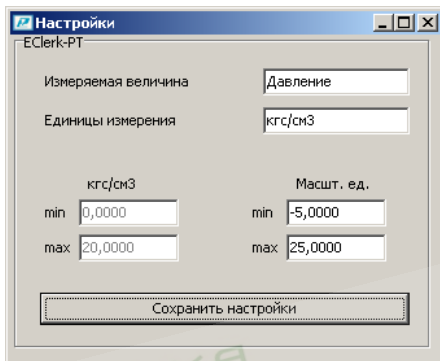 Настройки
EClerk-PT
Измеряемая величина Давление
Единицы измерения кгс/см3
кгс/см3 Масшт. ед.
min 0,0000 min -5,0000
max 20,0000 max 25,0000
Сохранить настройки